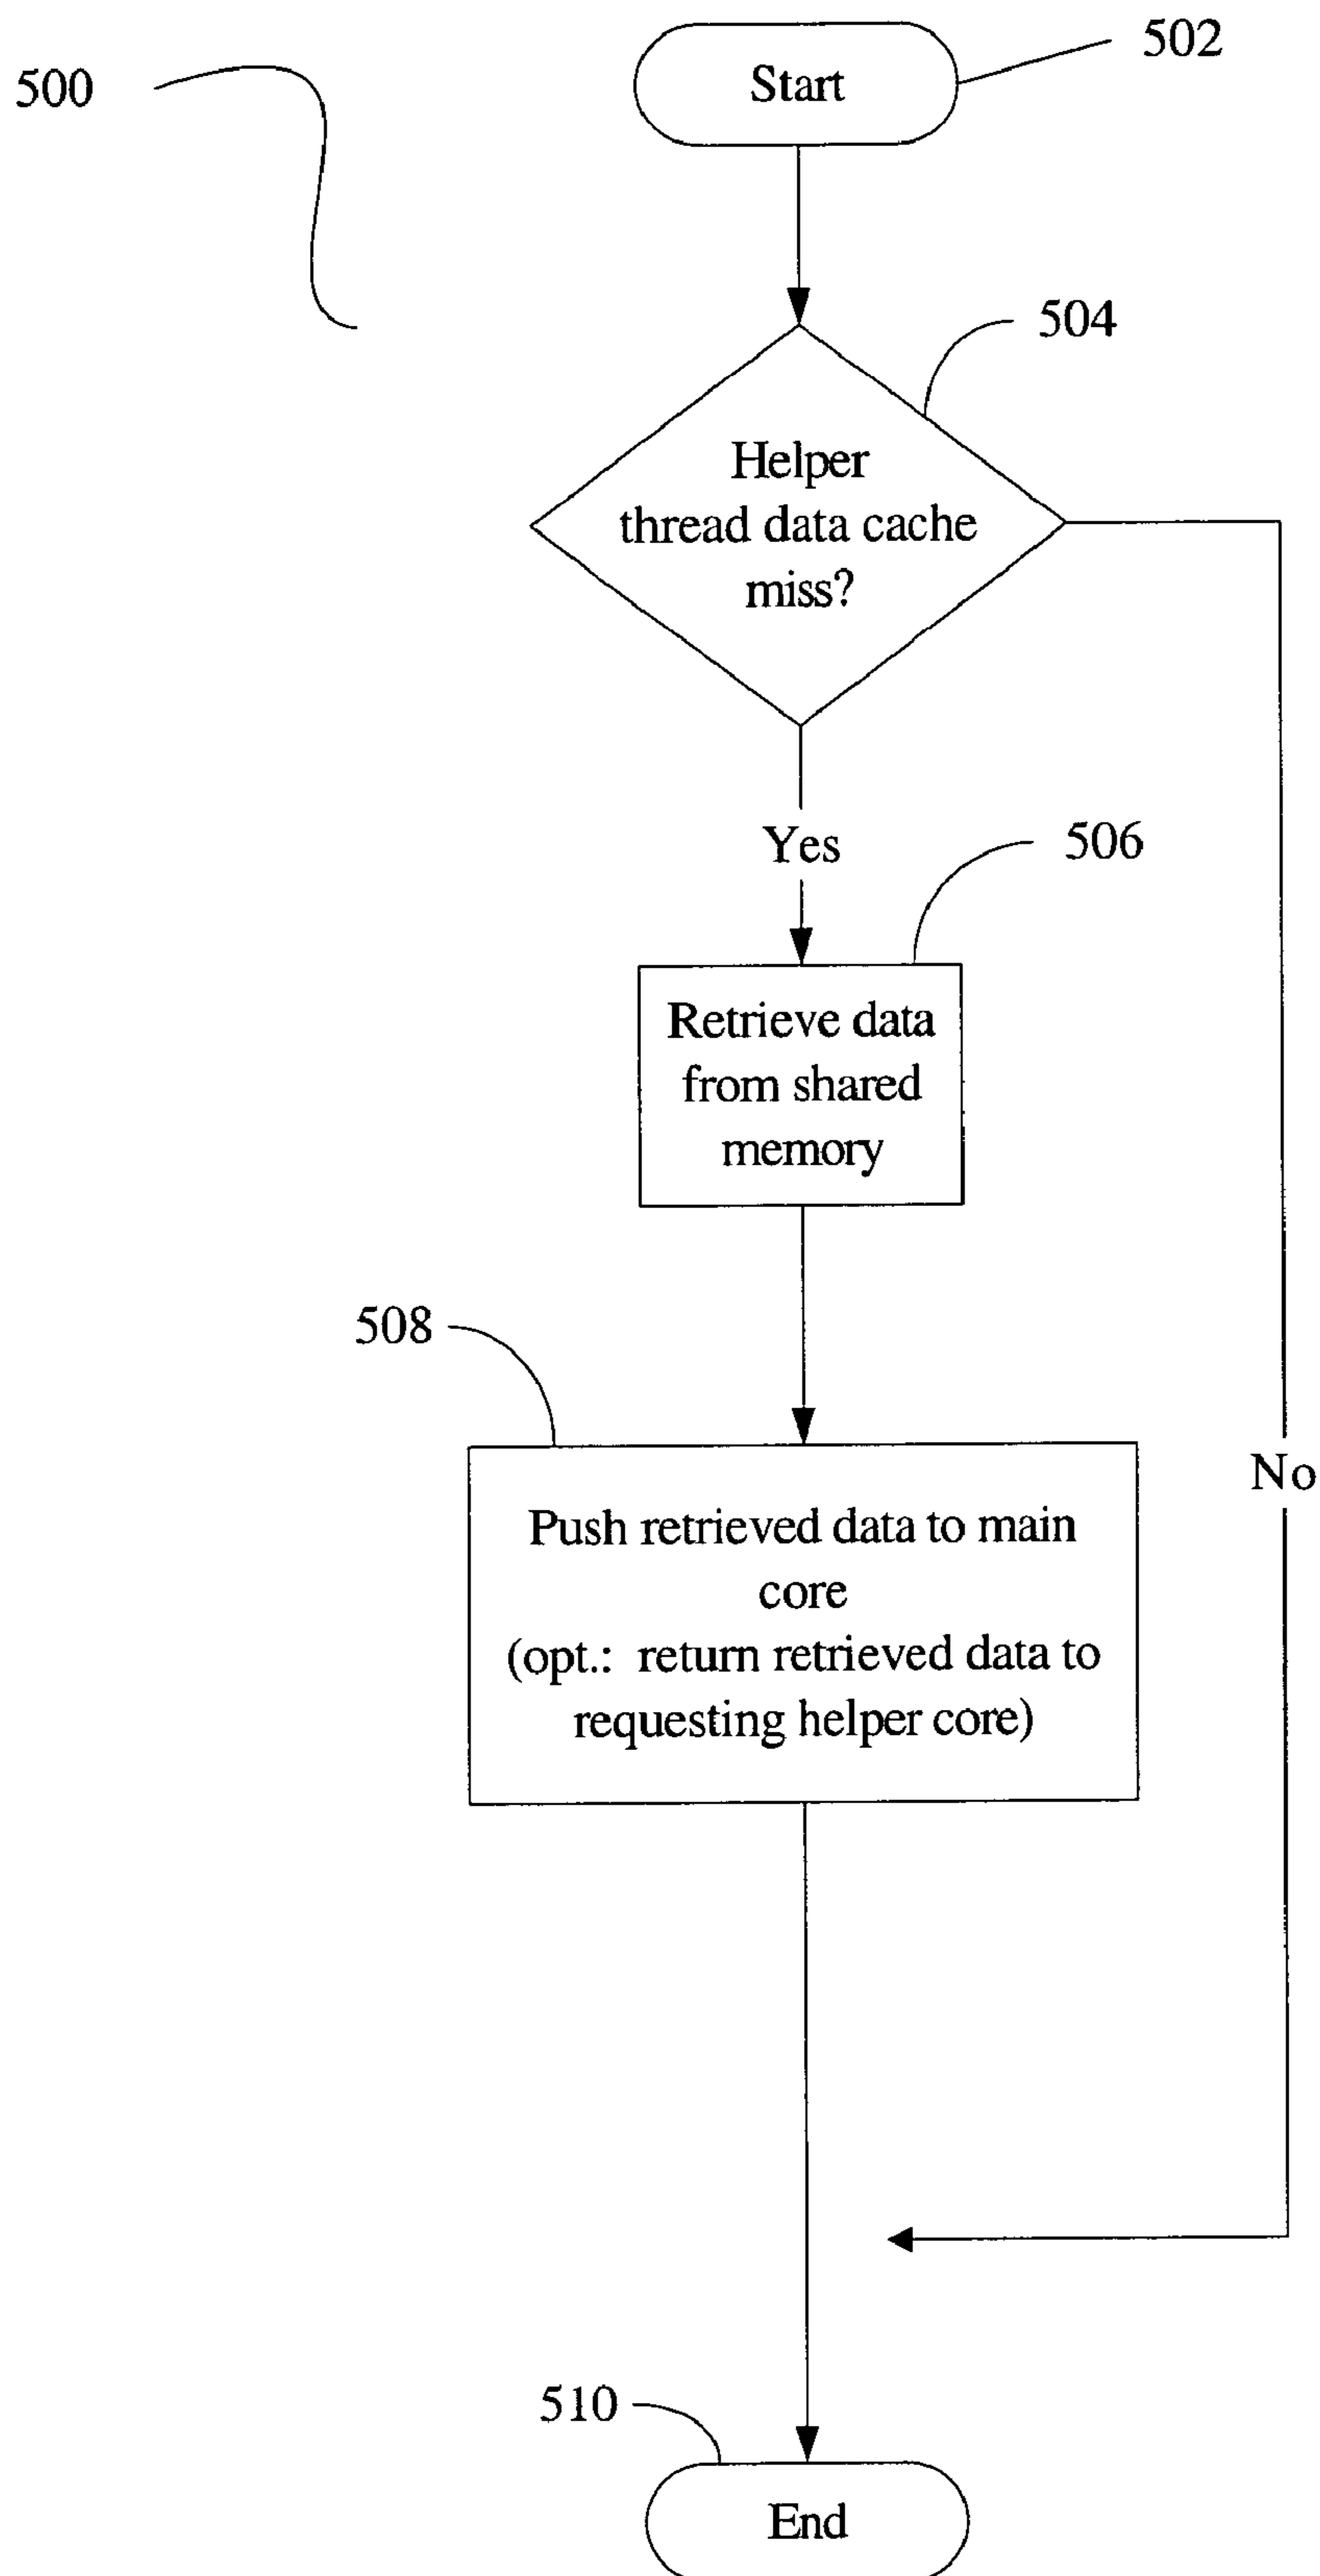 502
500
Start
504
Helper
thread data cache
miss?
Yes
506
Retrieve data
from shared
memory
508
No
Push retrieved data to main
core
(opt.: return retrieved data to
requesting helper core)
510
End